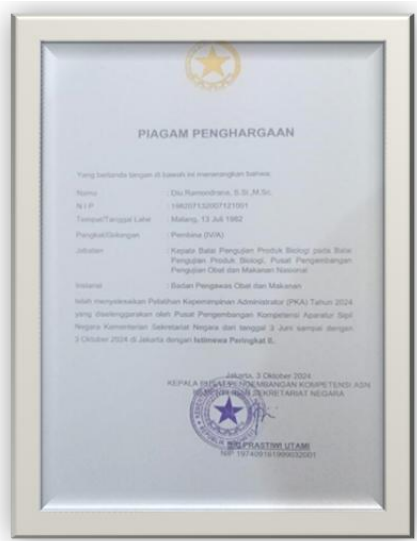 PIAGAM PENGHARGAAN
Yang bertanda tangan di bawah ini menerangkan bahwa:
Nama : Diu Ramondrana, S.Si.,M.Sc.
N.I.P :
Tempat/Tanggal Lahir : Malang, 13 Juli 1982
Pangkat/Golongan : Pembina (IV/A)
Jabatan : Kepala Balai Pengujian Produk Biologi pada Balai
Pengujian Produk Biologi, Pusat Pengembangan
Pengujian Obat dan Makanan Nasional
Instansi : Badan Pengawas Obat dan Makanan
telah menyelesaikan Pelatihan Kepemimpinan Administrator (PKA) Tahun 2024
yang diselenggarakan oleh Pusat Pengembangan Kompetensi Aparatur Sipil
Negara Kementerian Sekretariat Negara dari tanggal 3 Juni sampai dengan
3 Oktober 2024 di Jakarta dengan Istimewa Peringkat II.
Jakarta, 3 Oktober 2024
KEPALA PUSAT PENGEMBANGAN KOMPETENSI ASN
KEMENTERIAN SEKRETARIAT NEGARA
PRASTIWI UTAMI
NIP